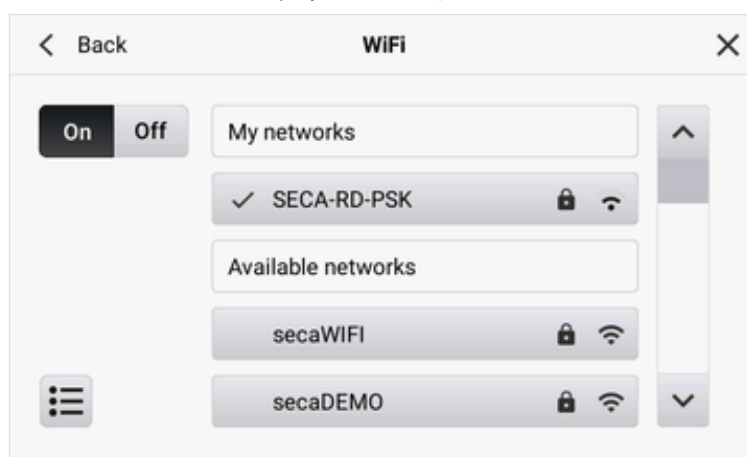 Back
WiFi
On
Off
My networks
SECA-RD-PSK
Available networks
secaWIFI
secaDEMO